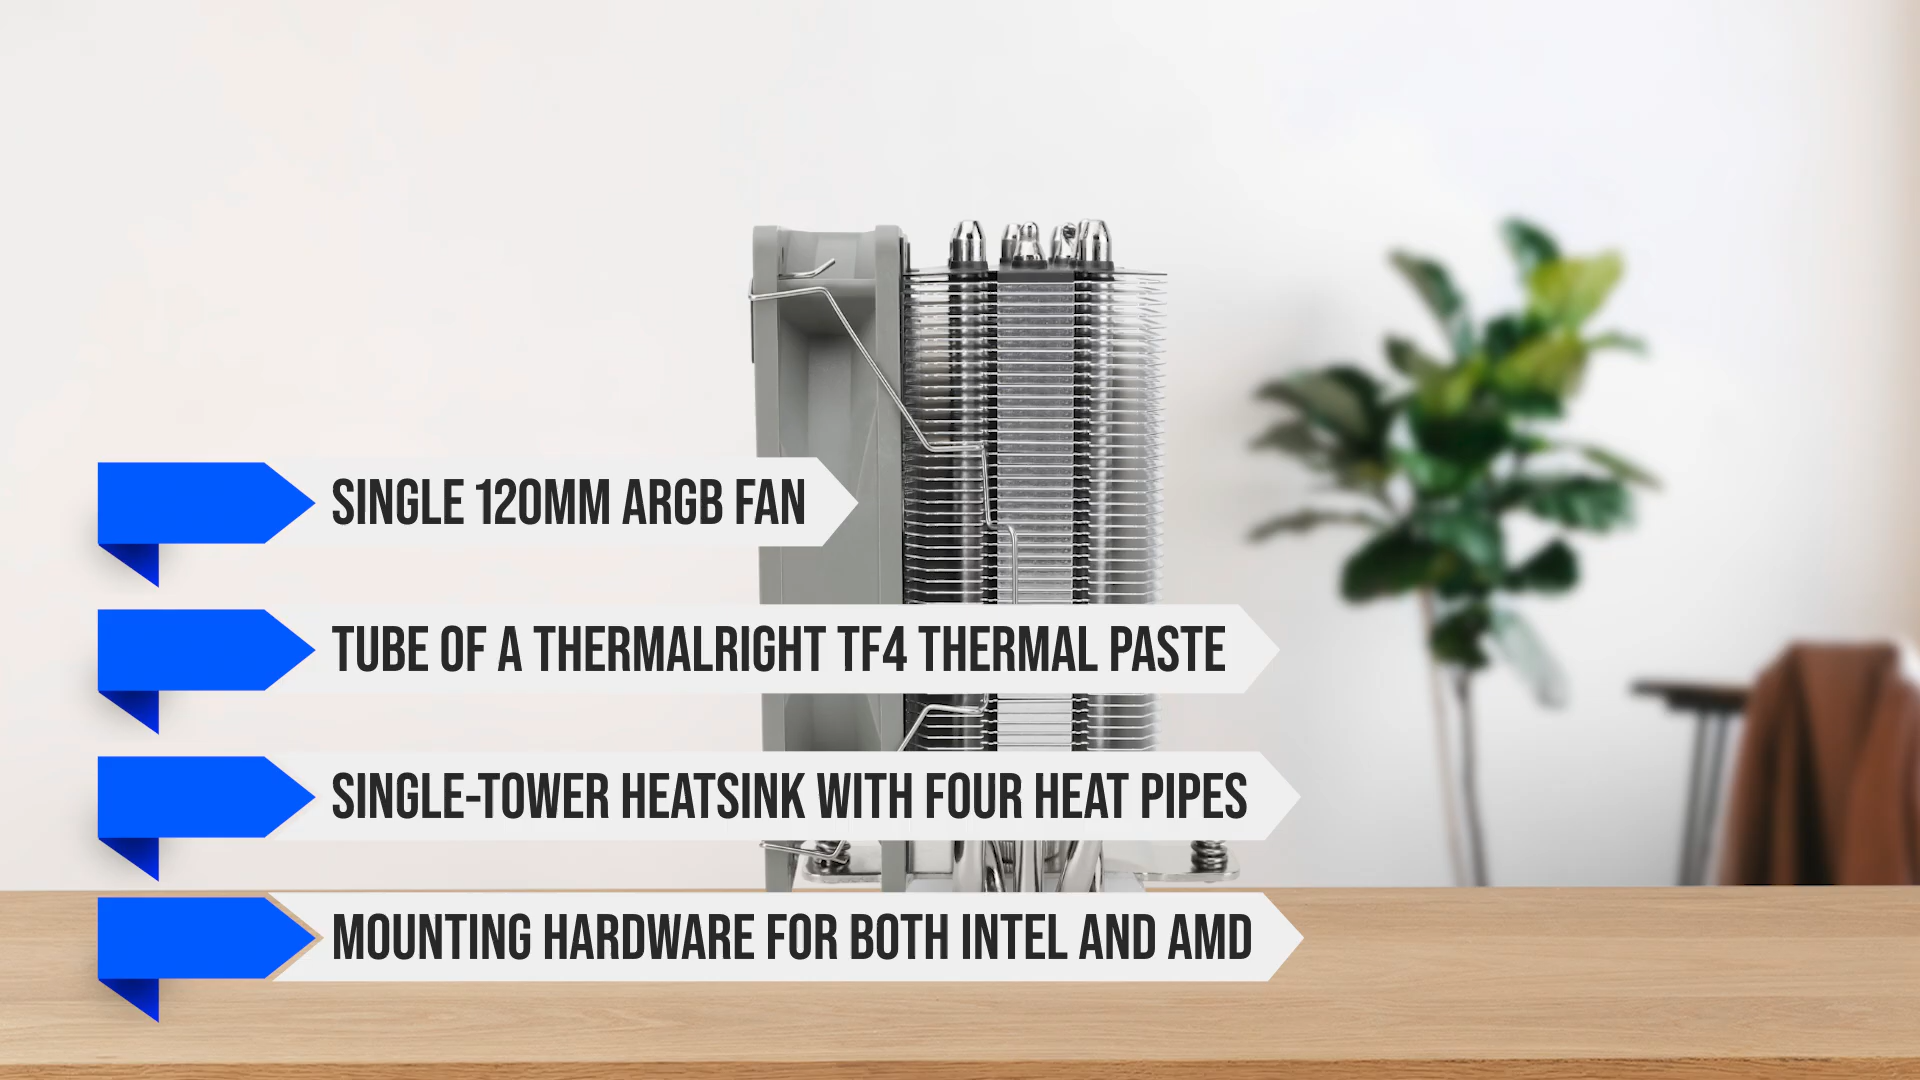 SINGLE 120MM ARGB FAN
TUBE OF A THERMALRIGHT TF4 THERMAL PASTE
SINGLE-TOWER HEATSINK WITH FOUR HEAT PIPES
MOUNTING HARDWARE FOR BOTH INTEL AND AMD